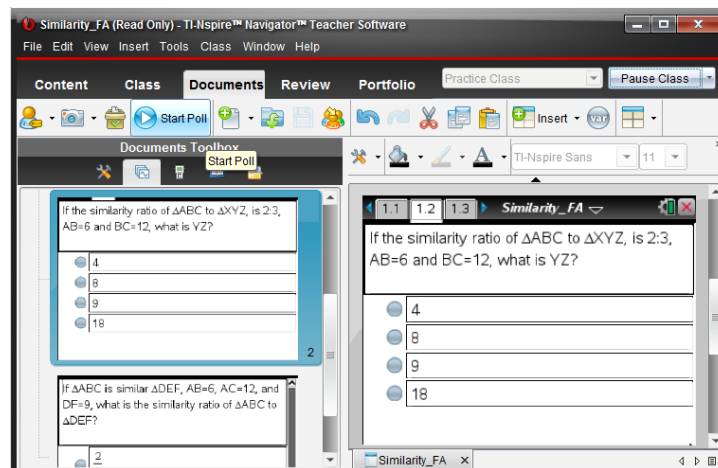 Similarity_FA (Read Only) - TI-Nspire™ Navigator™ Teacher Software
File Edit View Insert Tools Class Window Help
Content Class Documents Review Portfolio Practice Class Pause Class
Start Poll Insert var
Documents Toolbox
Start Poll
TI-Nspire Sans 11
If the similarity ratio of ΔABC to ΔXYZ, is 2:3,
AB=6 and BC=12, what is YZ?
4
8
9
18
2
If ΔABC is similar ΔDEF, AB=6, AC=12, and
DF=9, what is the similarity ratio of ΔABC to
ΔDEF?
2
1.1 1.2 1.3 Similarity_FA
If the similarity ratio of ΔABC to ΔXYZ, is 2:3,
AB=6 and BC=12, what is YZ?
4
8
9
18
Similarity_FA